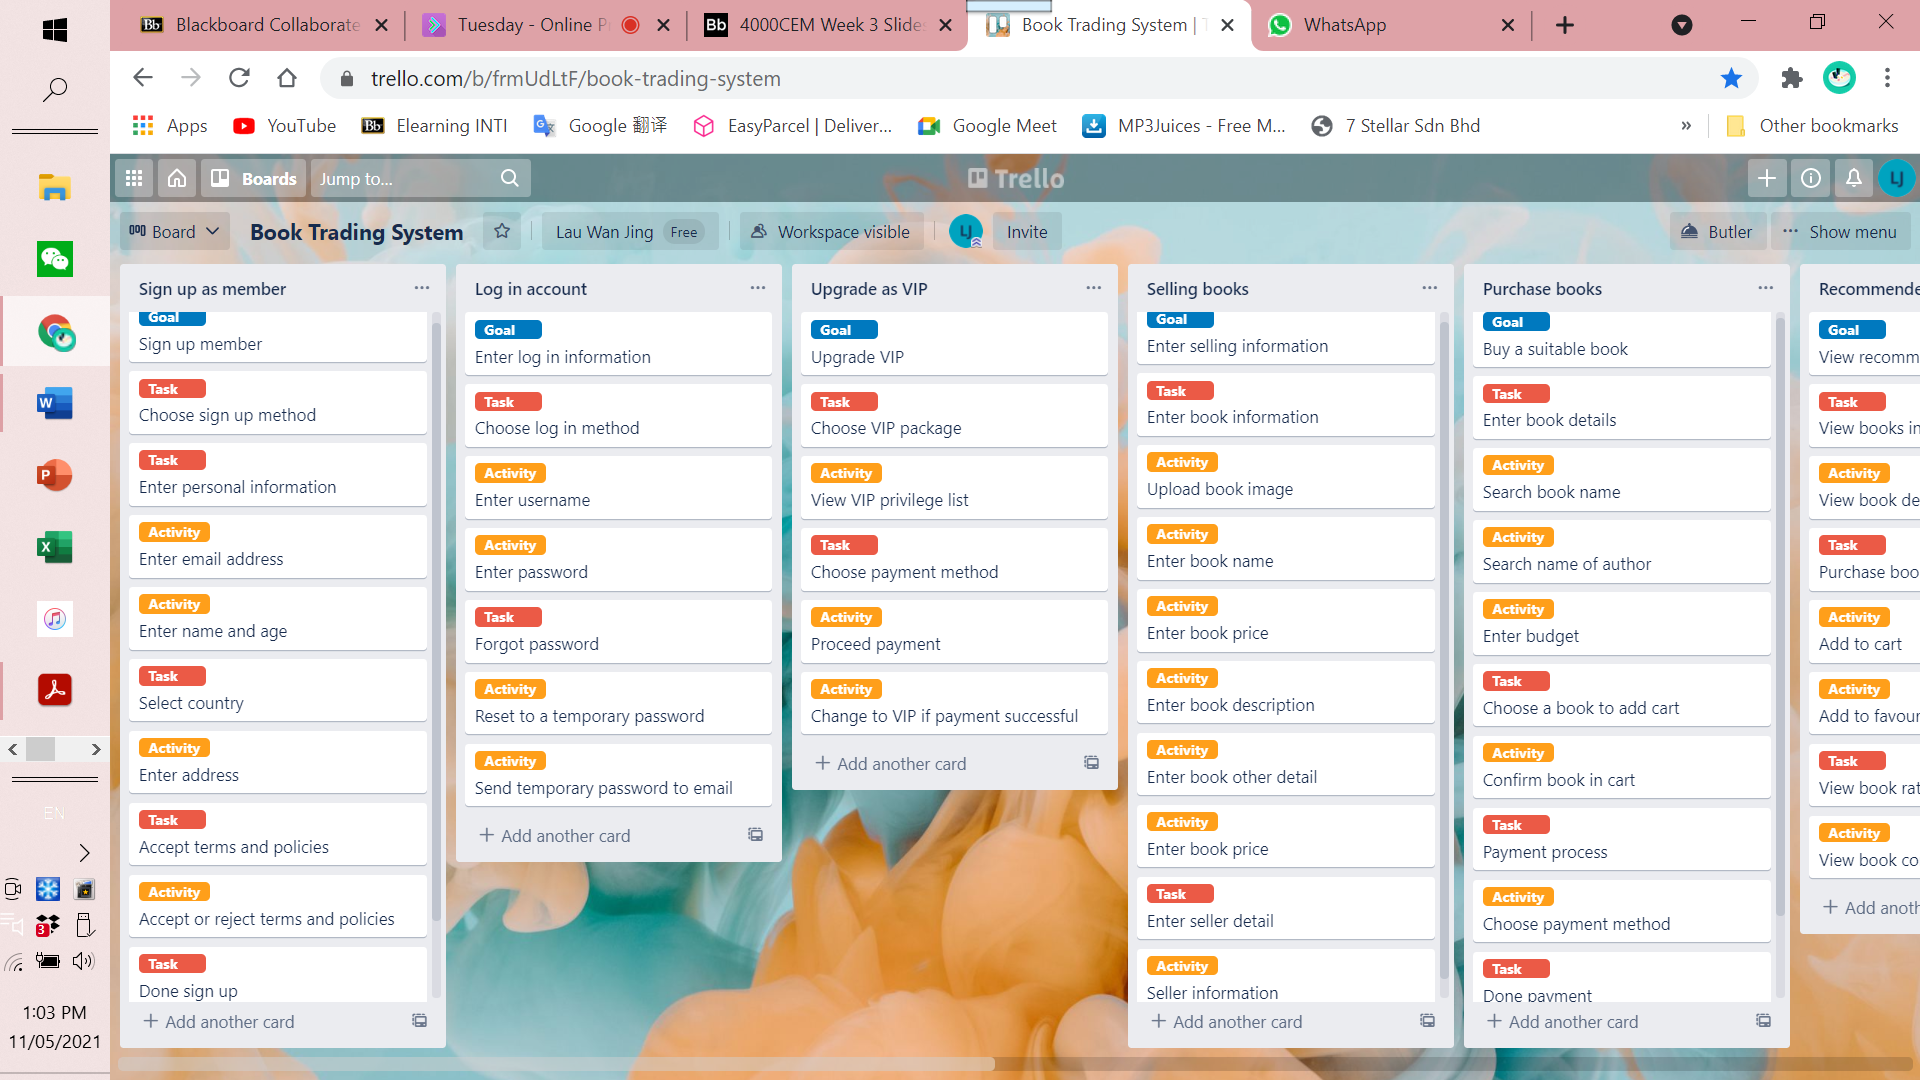 Blackboard Collaborate
Tuesday - Online Pr
4000CEM Week 3 Slides
Book Trading System | T
WhatsApp
trello.com/b/frmUdLtF/book-trading-system
Apps
YouTube
Elearning INTI
Google 翻译
EasyParcel | Deliver...
Google Meet
MP3Juices - Free M...
7 Stellar Sdn Bhd
»
Other bookmarks
Boards
Jump to...
Trello
LJ
Board
Book Trading System
Lau Wan Jing Free
Workspace visible
LJ
Invite
Butler
Show menu
Sign up as member
Goal
Sign up member
Task
Choose sign up method
Task
Enter personal information
Activity
Enter email address
Activity
Enter name and age
Task
Select country
Activity
Enter address
Task
Accept terms and policies
Activity
Accept or reject terms and policies
Task
Done sign up
+ Add another card
Log in account
Goal
Enter log in information
Task
Choose log in method
Activity
Enter username
Activity
Enter password
Task
Forgot password
Activity
Reset to a temporary password
Activity
Send temporary password to email
+ Add another card
Upgrade as VIP
Goal
Upgrade VIP
Task
Choose VIP package
Activity
View VIP privilege list
Task
Choose payment method
Activity
Proceed payment
Activity
Change to VIP if payment successful
+ Add another card
Selling books
Goal
Enter selling information
Task
Enter book information
Activity
Upload book image
Activity
Enter book name
Activity
Enter book price
Activity
Enter book description
Activity
Enter book other detail
Activity
Enter book price
Task
Enter seller detail
Activity
Seller information
+ Add another card
Purchase books
Goal
Buy a suitable book
Task
Enter book details
Activity
Search book name
Activity
Search name of author
Activity
Enter budget
Task
Choose a book to add cart
Activity
Confirm book in cart
Task
Payment process
Activity
Choose payment method
Task
Done payment
+ Add another card
Recommende
Goal
View recomm
Task
View books in
Activity
View book de
Task
Purchase boo
Activity
Add to cart
Activity
Add to favour
Task
View book rat
Activity
View book co
+ Add anoth
EN
3
1:03 PM
11/05/2021